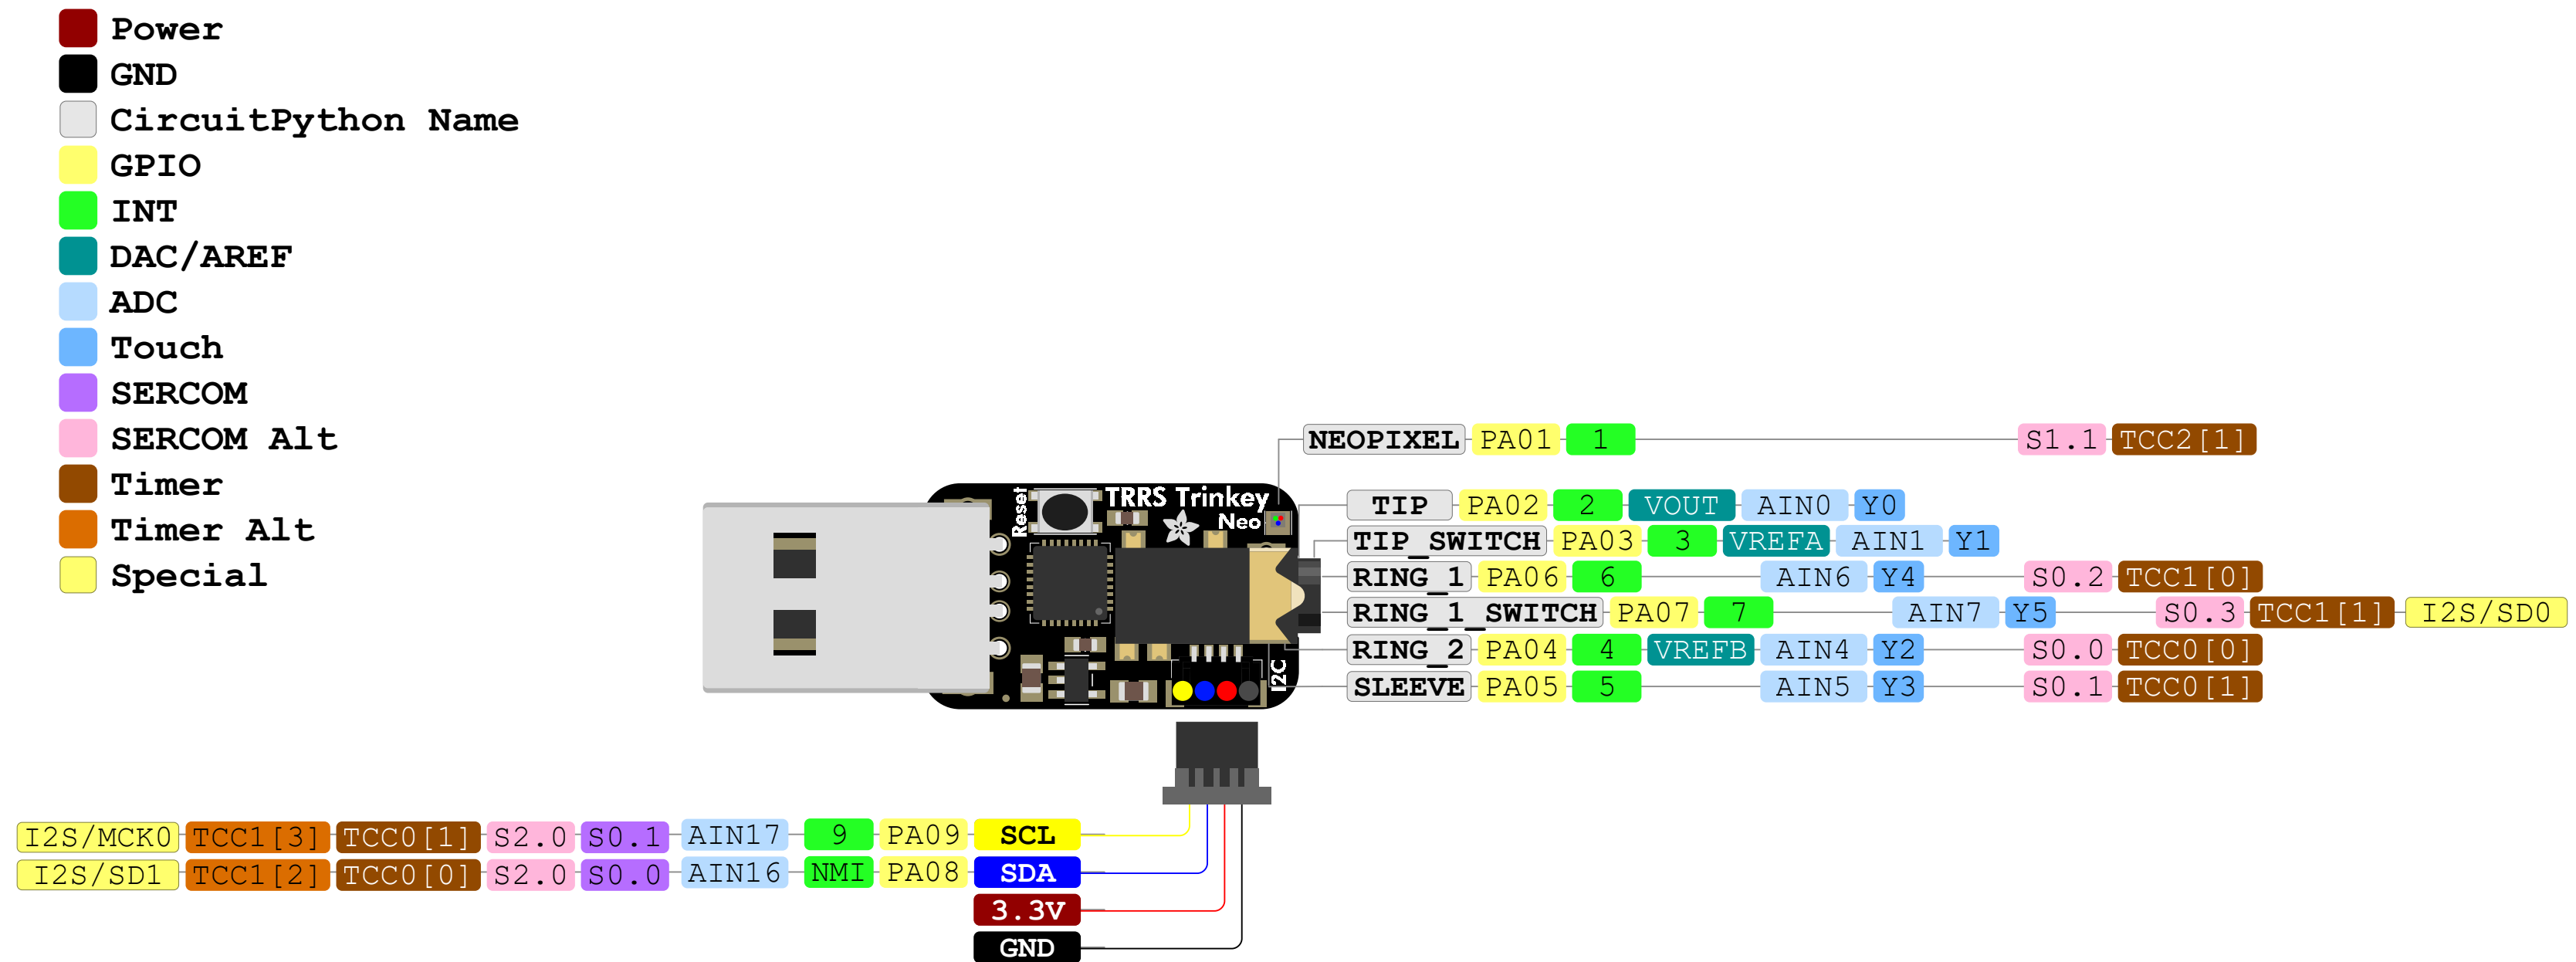 Power
GND
CircuitPython Name
GPIO
INT
DAC/AREF
ADC
Touch
SERCOM
SERCOM Alt
Timer
Timer Alt
Special
NEOPIXEL PA01 1 S1.1 TCC2[1]
TIP PA02 2 VOUT AIN0 Y0
TIP_SWITCH PA03 3 VREFA AIN1 Y1
RING_1 PA06 6 AIN6 Y4 S0.2 TCC1[0]
RING_1_SWITCH PA07 7 AIN7 Y5 S0.3 TCC1[1] I2S/SD0
RING_2 PA04 4 VREFB AIN4 Y2 S0.0 TCC0[0]
SLEEVE PA05 5 AIN5 Y3 S0.1 TCC0[1]
Reset
TRRS Trinkey
Neo
I2C
I2S/MCK0 TCC1[3] TCC0[1] S2.0 S0.1 AIN17 9 PA09 SCL
I2S/SD1 TCC1[2] TCC0[0] S2.0 S0.0 AIN16 NMI PA08 SDA
3.3V
GND